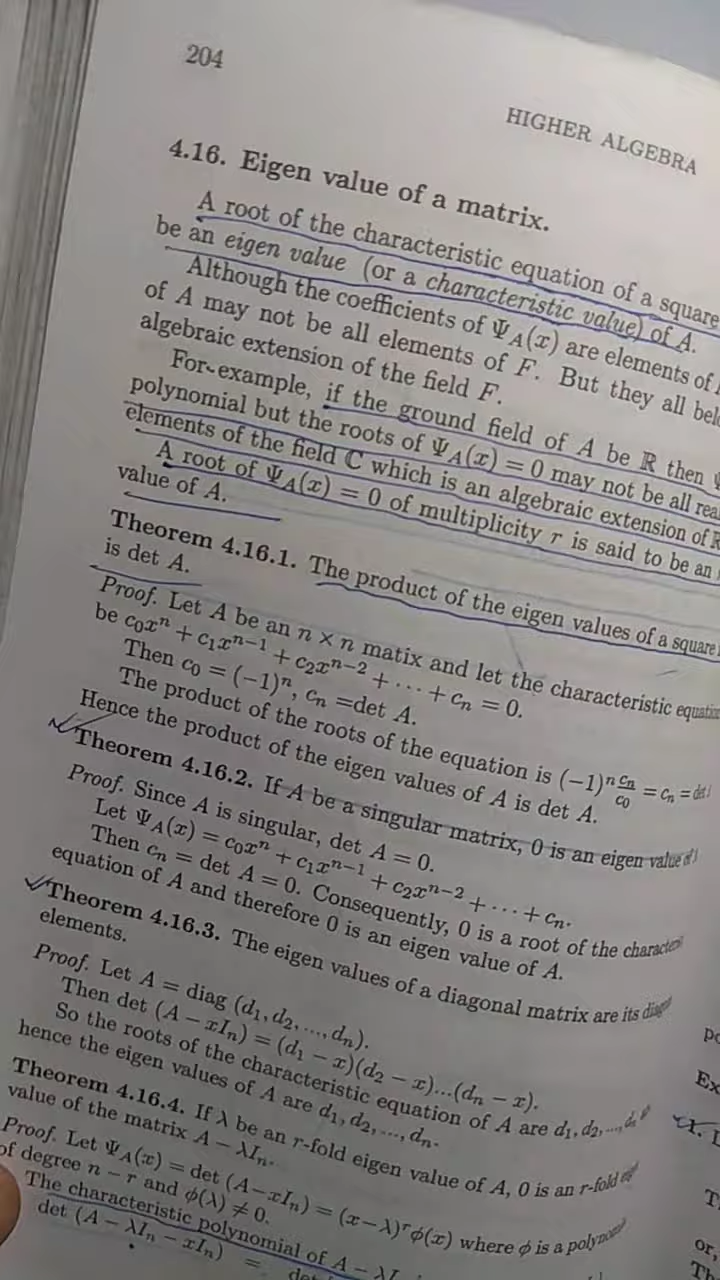 204
HIGHER ALGEBRA
4.16. Eigen value of a matrix.
A root of the characteristic equation of a square
be an eigen value (or a characteristic value) of A.
Although the coefficients of Ψ_A(x) are elements of
of A may not be all elements of F. But they all
algebraic extension of the field F.
For example, if the ground field of A be ℝ then
polynomial but the roots of Ψ_A(x) = 0 may not be all
elements of the field ℂ which is an algebraic extension of ℝ
A root of Ψ_A(x) = 0 of multiplicity r is said to be an
value of A.
Theorem 4.16.1. The product of the eigen values of a square
is det A.
Proof. Let A be an n × n matix and let the characteristic
be c₀xⁿ + c₁xⁿ⁻¹ + c₂xⁿ⁻² + ⋯ + cₙ = 0.
Then c₀ = (−1)ⁿ, cₙ =det A.
The product of the roots of the equation is (−1)ⁿ cₙ/c₀ = cₙ = det
Hence the product of the eigen values of A is det A.
Theorem 4.16.2. If A be a singular matrix, 0 is an eigen value of
Proof. Since A is singular, det A = 0.
Let Ψ_A(x) = c₀xⁿ + c₁xⁿ⁻¹ + c₂xⁿ⁻² + ⋯ + cₙ.
Then cₙ = det A = 0. Consequently, 0 is a root of the
equation of A and therefore 0 is an eigen value of A.
Theorem 4.16.3. The eigen values of a diagonal matrix are its
elements.
Proof. Let A = diag (d₁, d₂, ..., dₙ).
Then det (A − xIₙ) = (d₁ − x)(d₂ − x)...(dₙ − x).
So the roots of the characteristic equation of A are d₁, d₂, ..., dₙ
hence the eigen values of A are d₁, d₂, ..., dₙ.
Theorem 4.16.4. If λ be an r-fold eigen value of A, 0 is an r-fold
value of the matrix A − λIₙ.
Proof. Let Ψ_A(x) = det (A−xIₙ) = (x−λ)ʳφ(x) where φ is a
of degree n − r and φ(λ) ≠ 0.
The characteristic polynomial of A − λI
det (A − λIₙ − xIₙ) =
Ex
or,